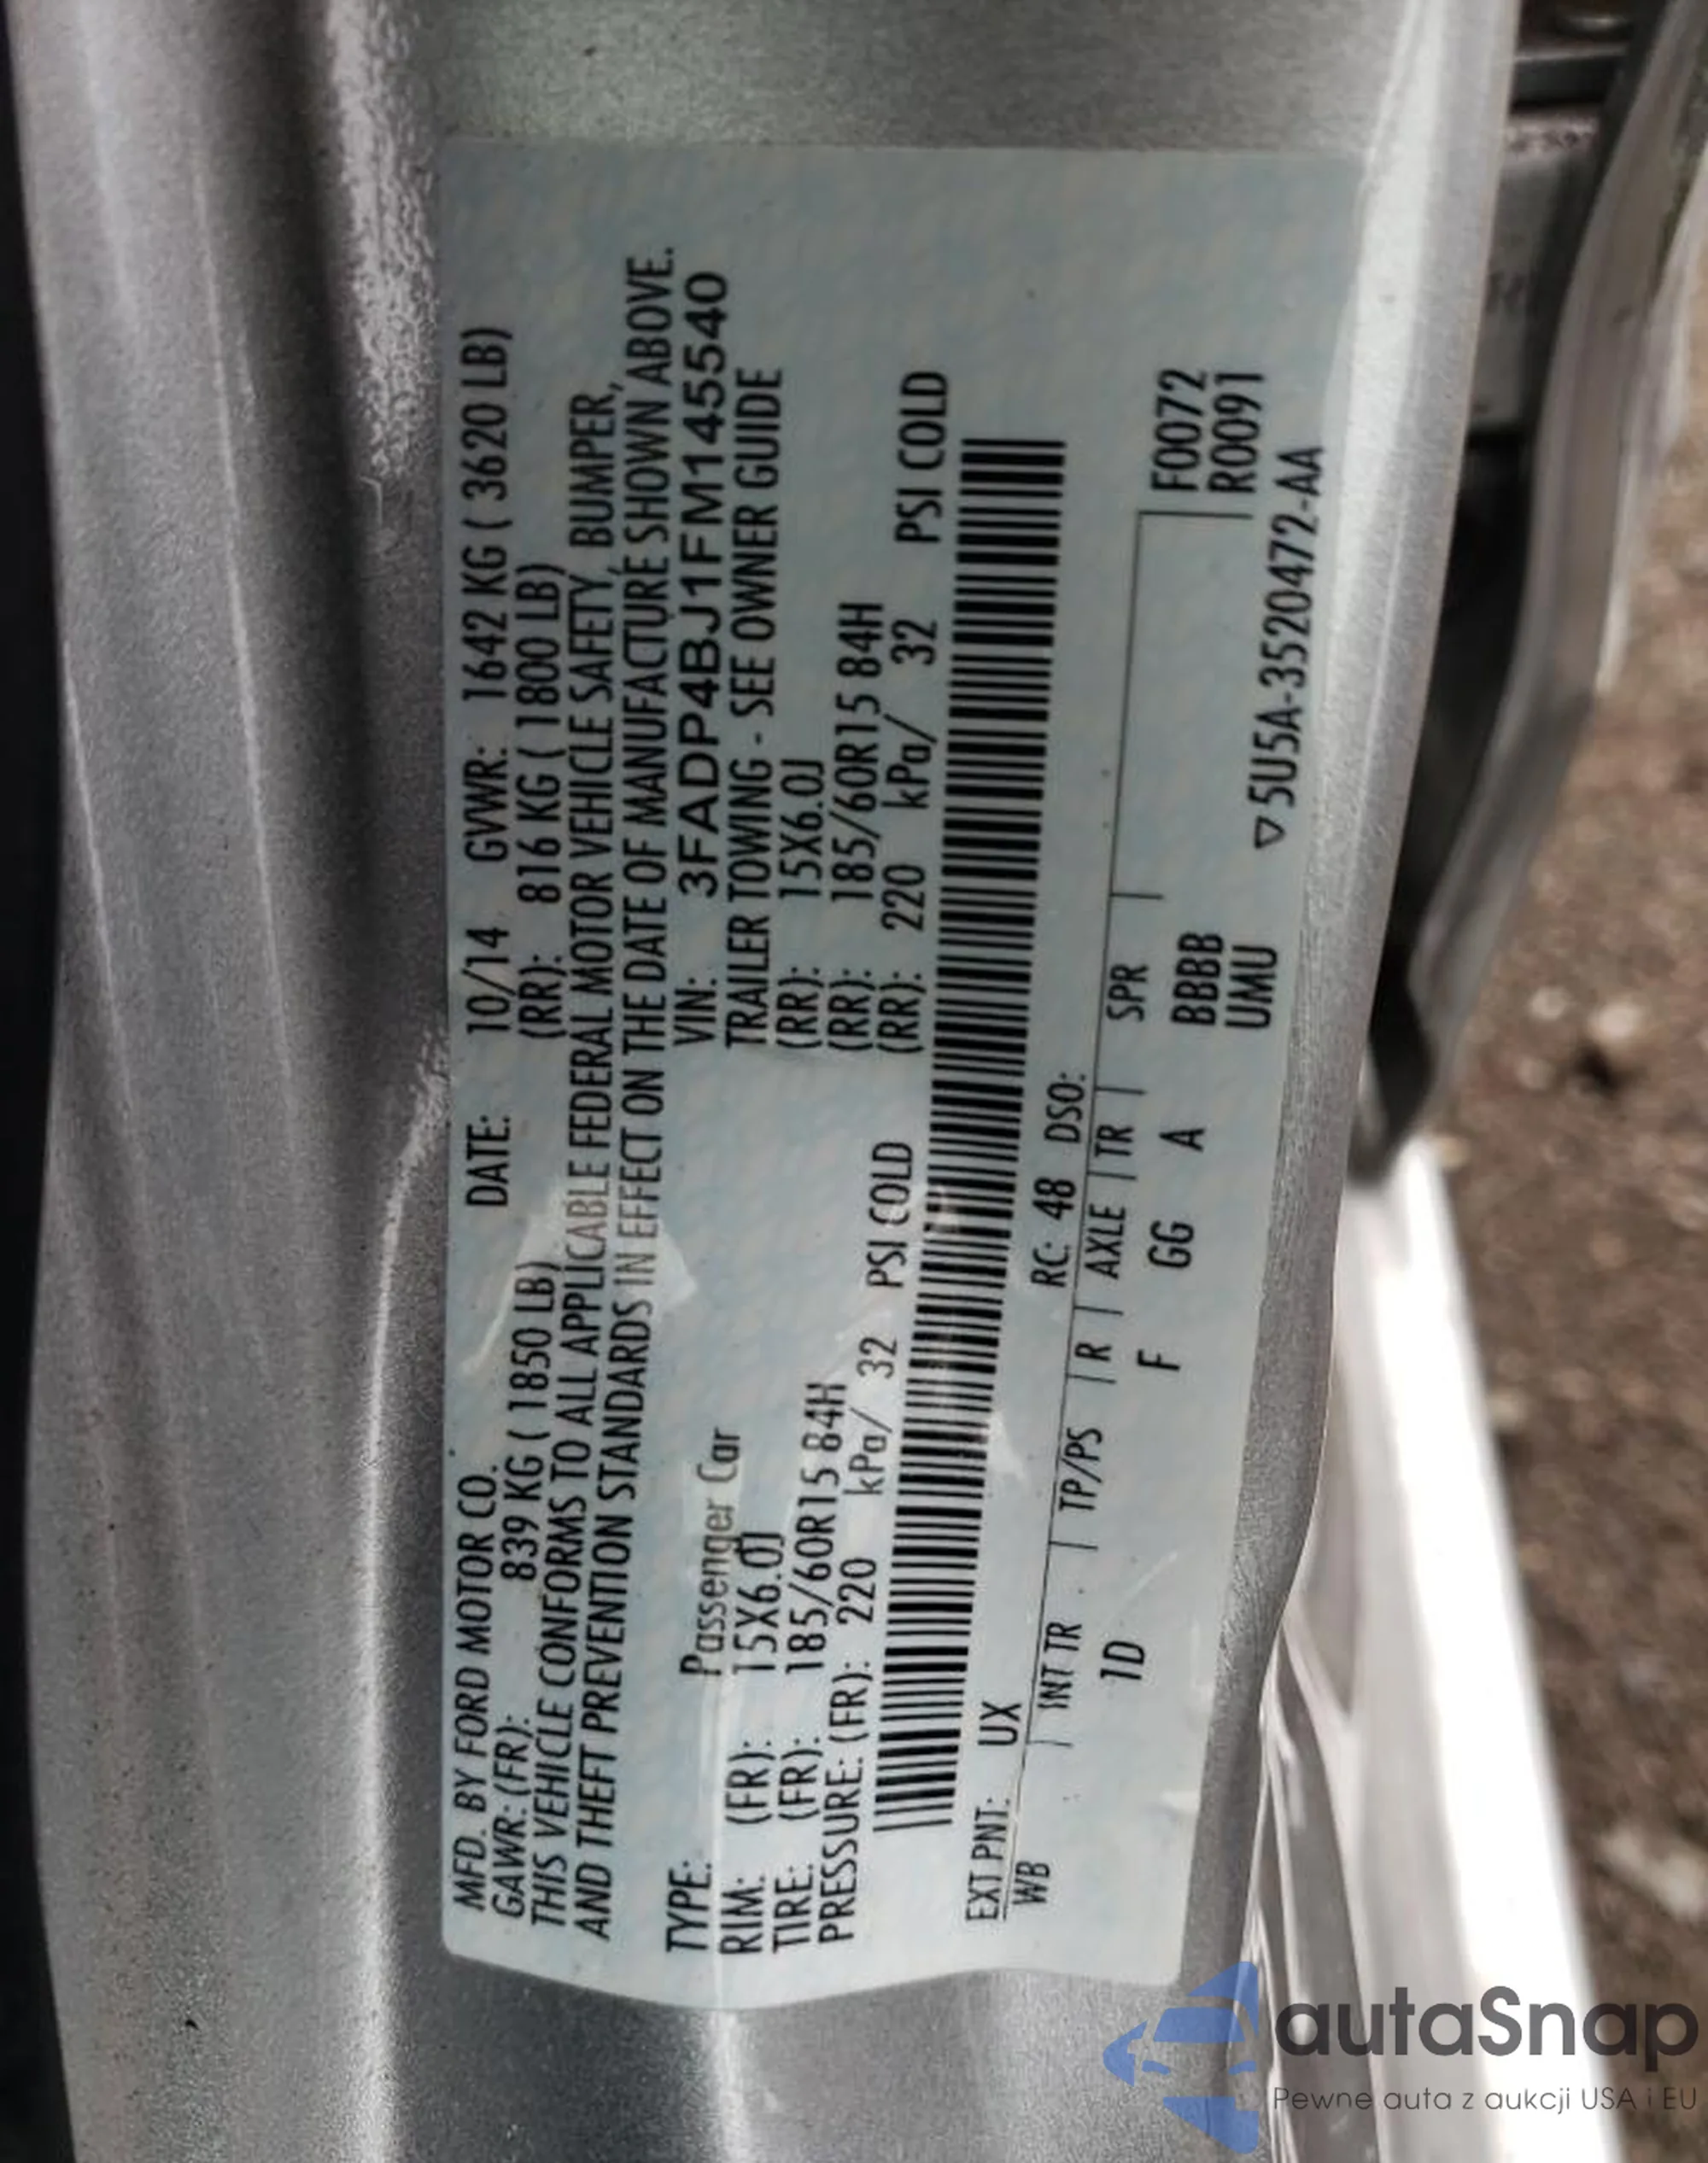 MFD. BY FORD MOTOR CO. DATE: 10/14 GVWR: 1642 KG ( 3620 LB)
GAWR: (FR): 839 KG ( 1850 LB) (RR): 816 KG ( 1800 LB)
THIS VEHICLE CONFORMS TO ALL APPLICABLE FEDERAL MOTOR VEHICLE SAFETY, BUMPER,
AND THEFT PREVENTION STANDARDS IN EFFECT ON THE DATE OF MANUFACTURE SHOWN ABOVE.
VIN: 3FADP4BJ1FM145540
TYPE: Passenger Car TRAILER TOWING - SEE OWNER GUIDE
RIM: (FR): 15X6.0J (RR): 15X6.0J
TIRE: (FR): 185/60R15 84H (RR): 185/60R15 84H
PRESSURE: (FR): 220 kPa/ 32 PSI COLD (RR): 220 kPa/ 32 PSI COLD
EXT PNT: UX RC: 48 DSO:
WB | INT TR | TP/PS | R | AXLE | TR | SPR |
1D F GG A BBBB F0072
UMU R0091
▽5U5A-3520472-AA
autaSnap
Pewne auta z aukcji USA i EU